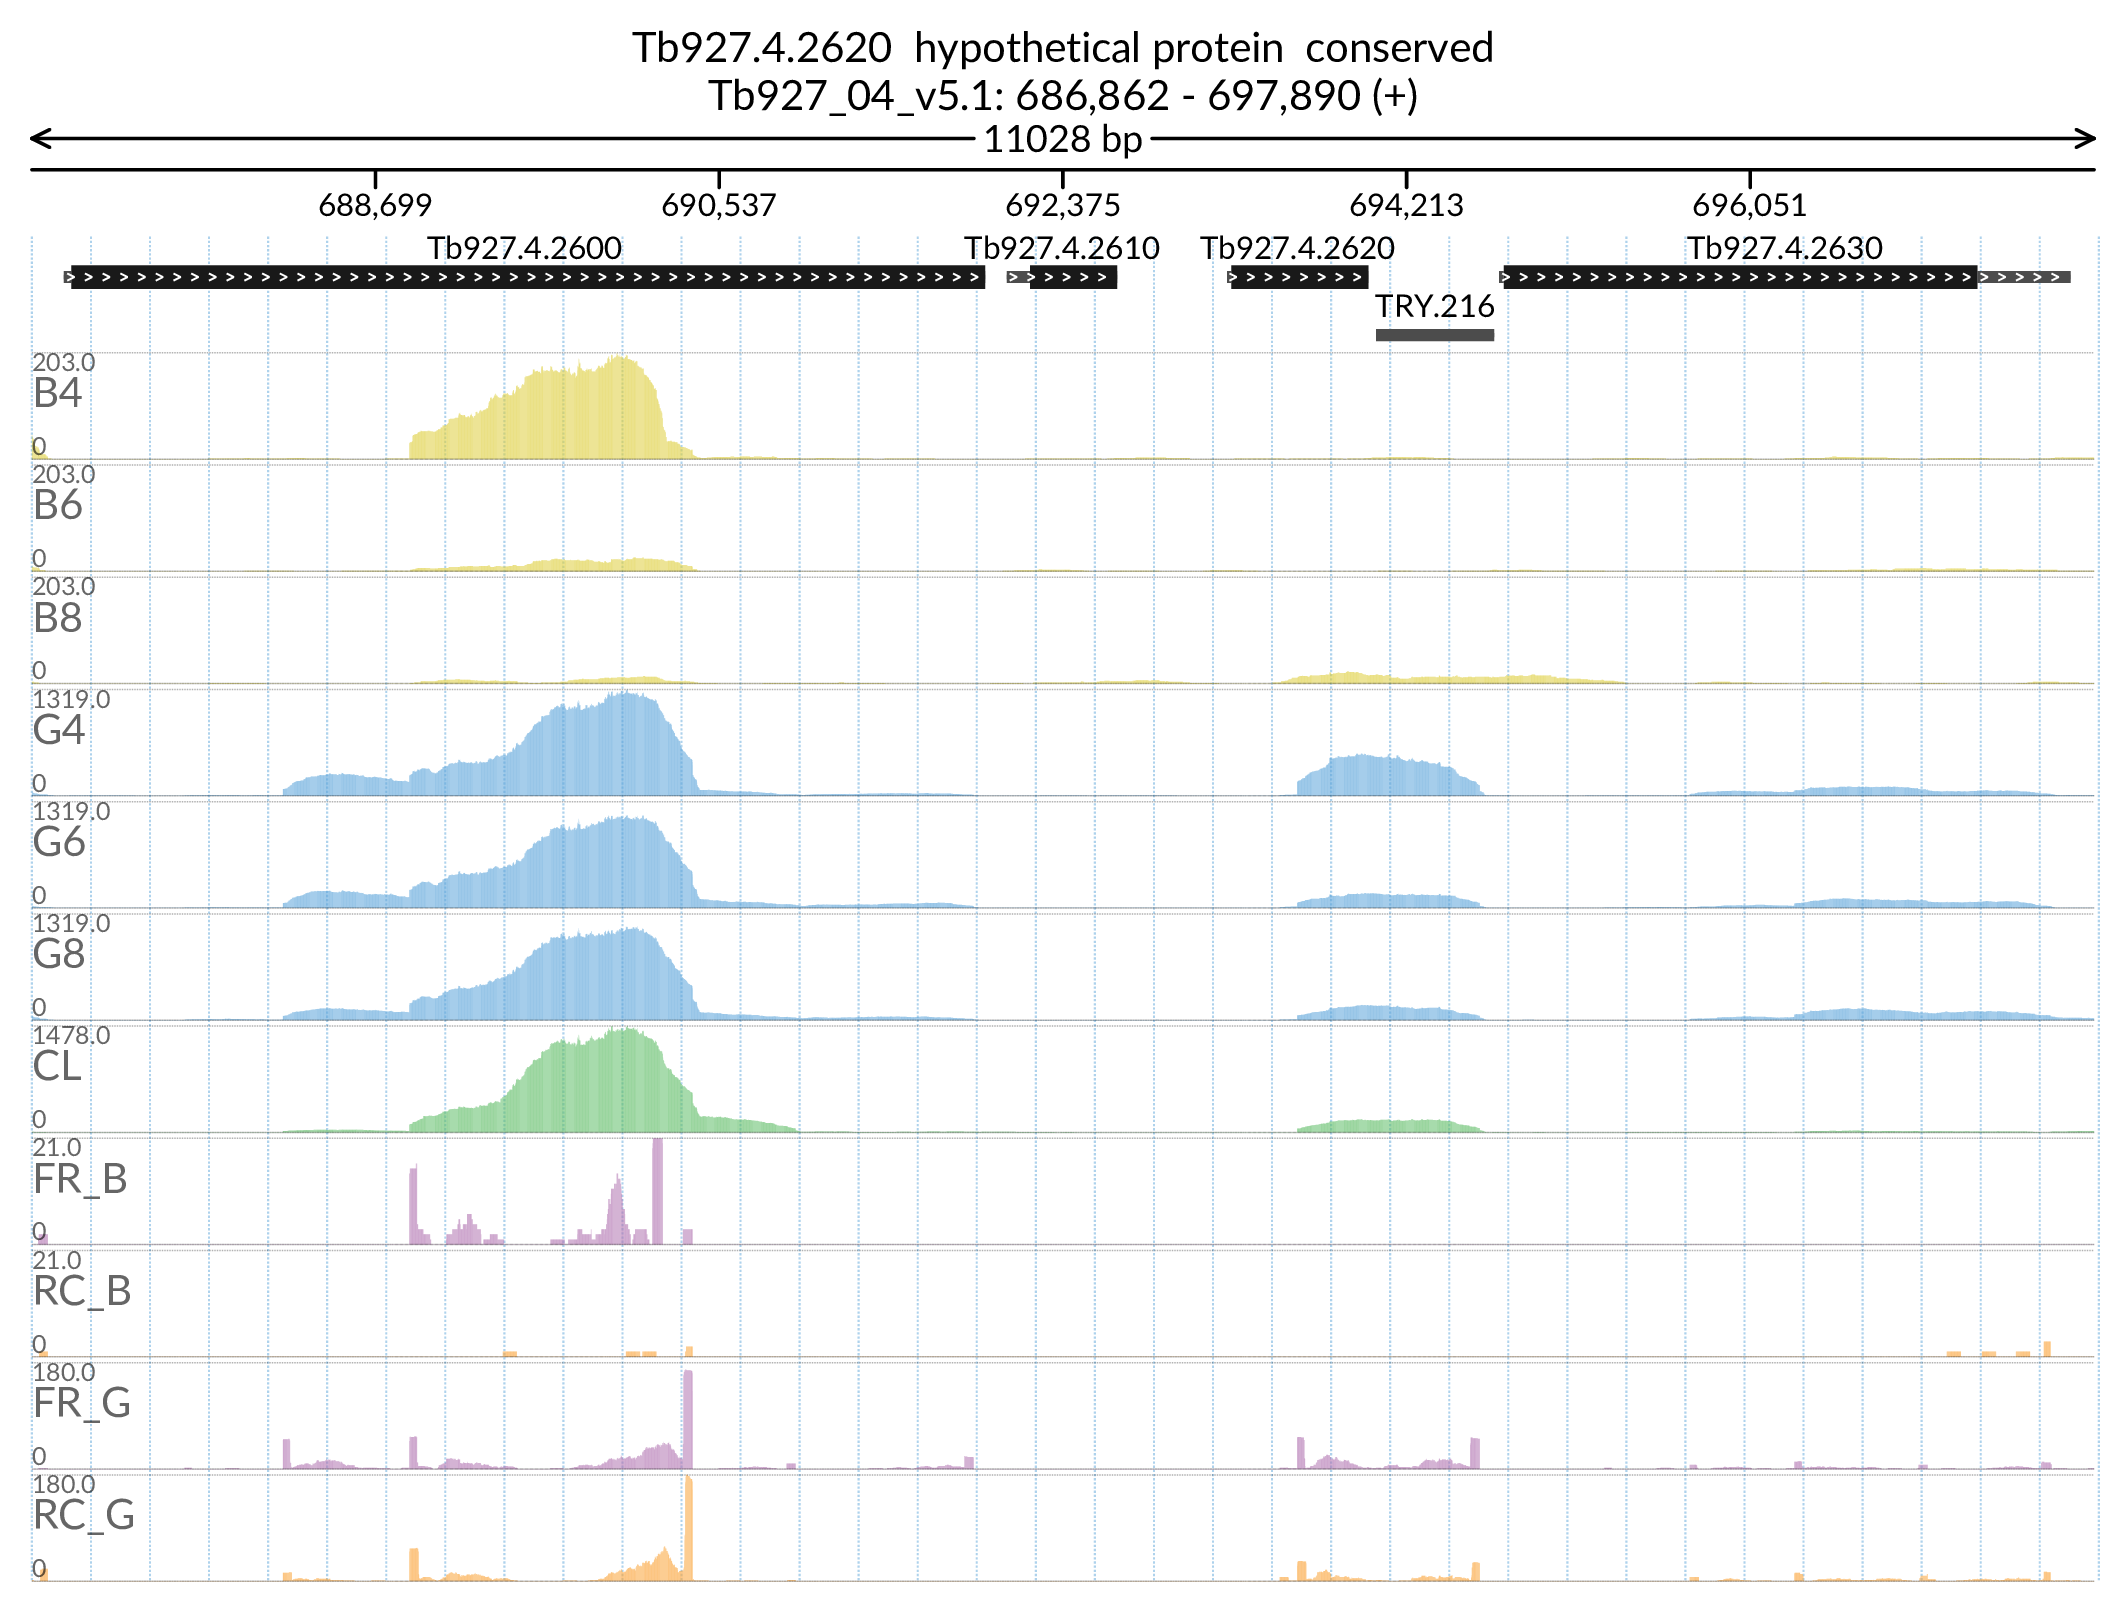 Tb927.4.2620  hypothetical protein  conserved
Tb927_04_v5.1: 686,862 - 697,890 (+)
11028 bp
688,699 690,537 692,375 694,213 696,051
Tb927.4.2600 Tb927.4.2610 Tb927.4.2620 Tb927.4.2630
TRY.216
203.0
B4
0
203.0
B6
0
203.0
B8
0
1319.0
G4
0
1319.0
G6
0
1319.0
G8
0
1478.0
CL
0
21.0
FR_B
0
21.0
RC_B
0
180.0
FR_G
0
180.0
RC_G
0